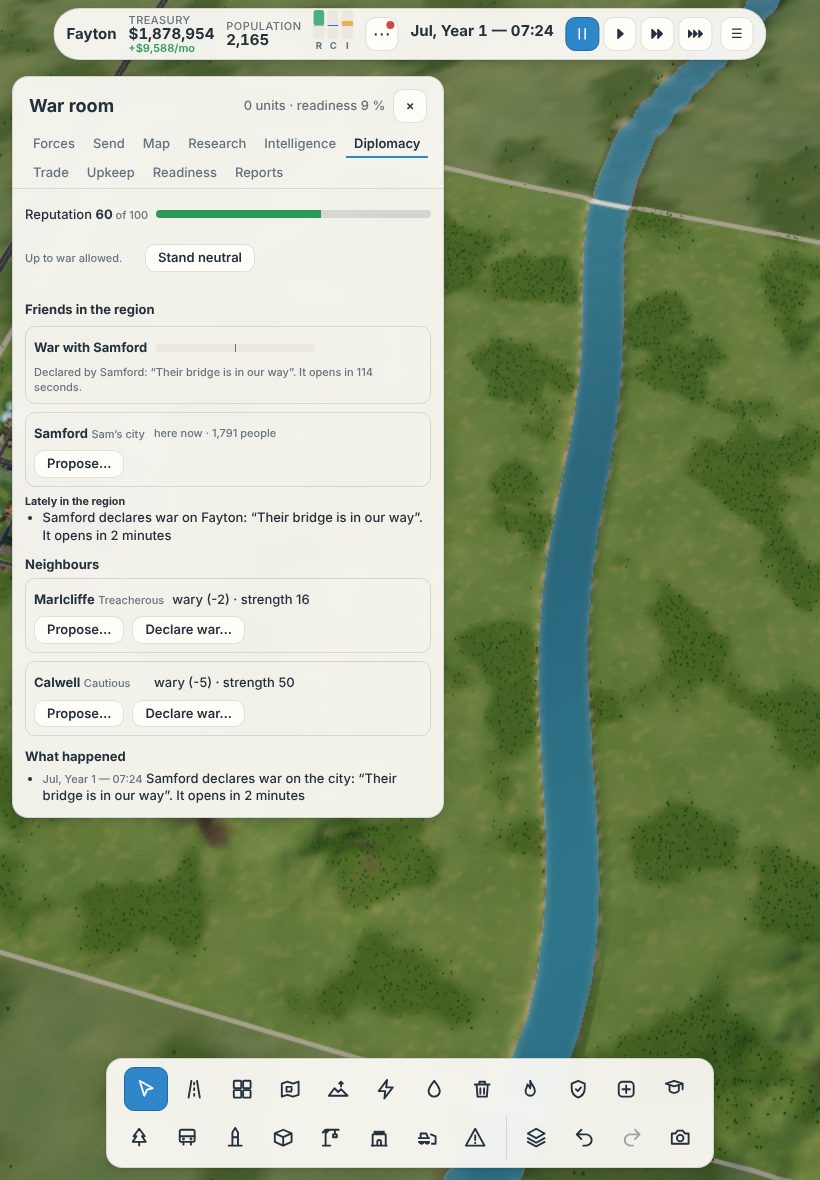 Fayton
TREASURY
$1,878,954
+$9,588/mo
POPULATION
2,165
R C I
Jul, Year 1 — 07:24
War room
0 units · readiness 9 %
Forces Send Map Research Intelligence Diplomacy
Trade Upkeep Readiness Reports
Reputation 60 of 100
Up to war allowed. Stand neutral
Friends in the region
War with Samford
Declared by Samford: “Their bridge is in our way”. It opens in 114
seconds.
Samford Sam's city here now · 1,791 people
Propose…
Lately in the region
• Samford declares war on Fayton: “Their bridge is in our way”.
It opens in 2 minutes
Neighbours
Marlcliffe Treacherous wary (-2) · strength 16
Propose… Declare war…
Calwell Cautious wary (-5) · strength 50
Propose… Declare war…
What happened
• Jul, Year 1 — 07:24 Samford declares war on the city: “Their
bridge is in our way”. It opens in 2 minutes